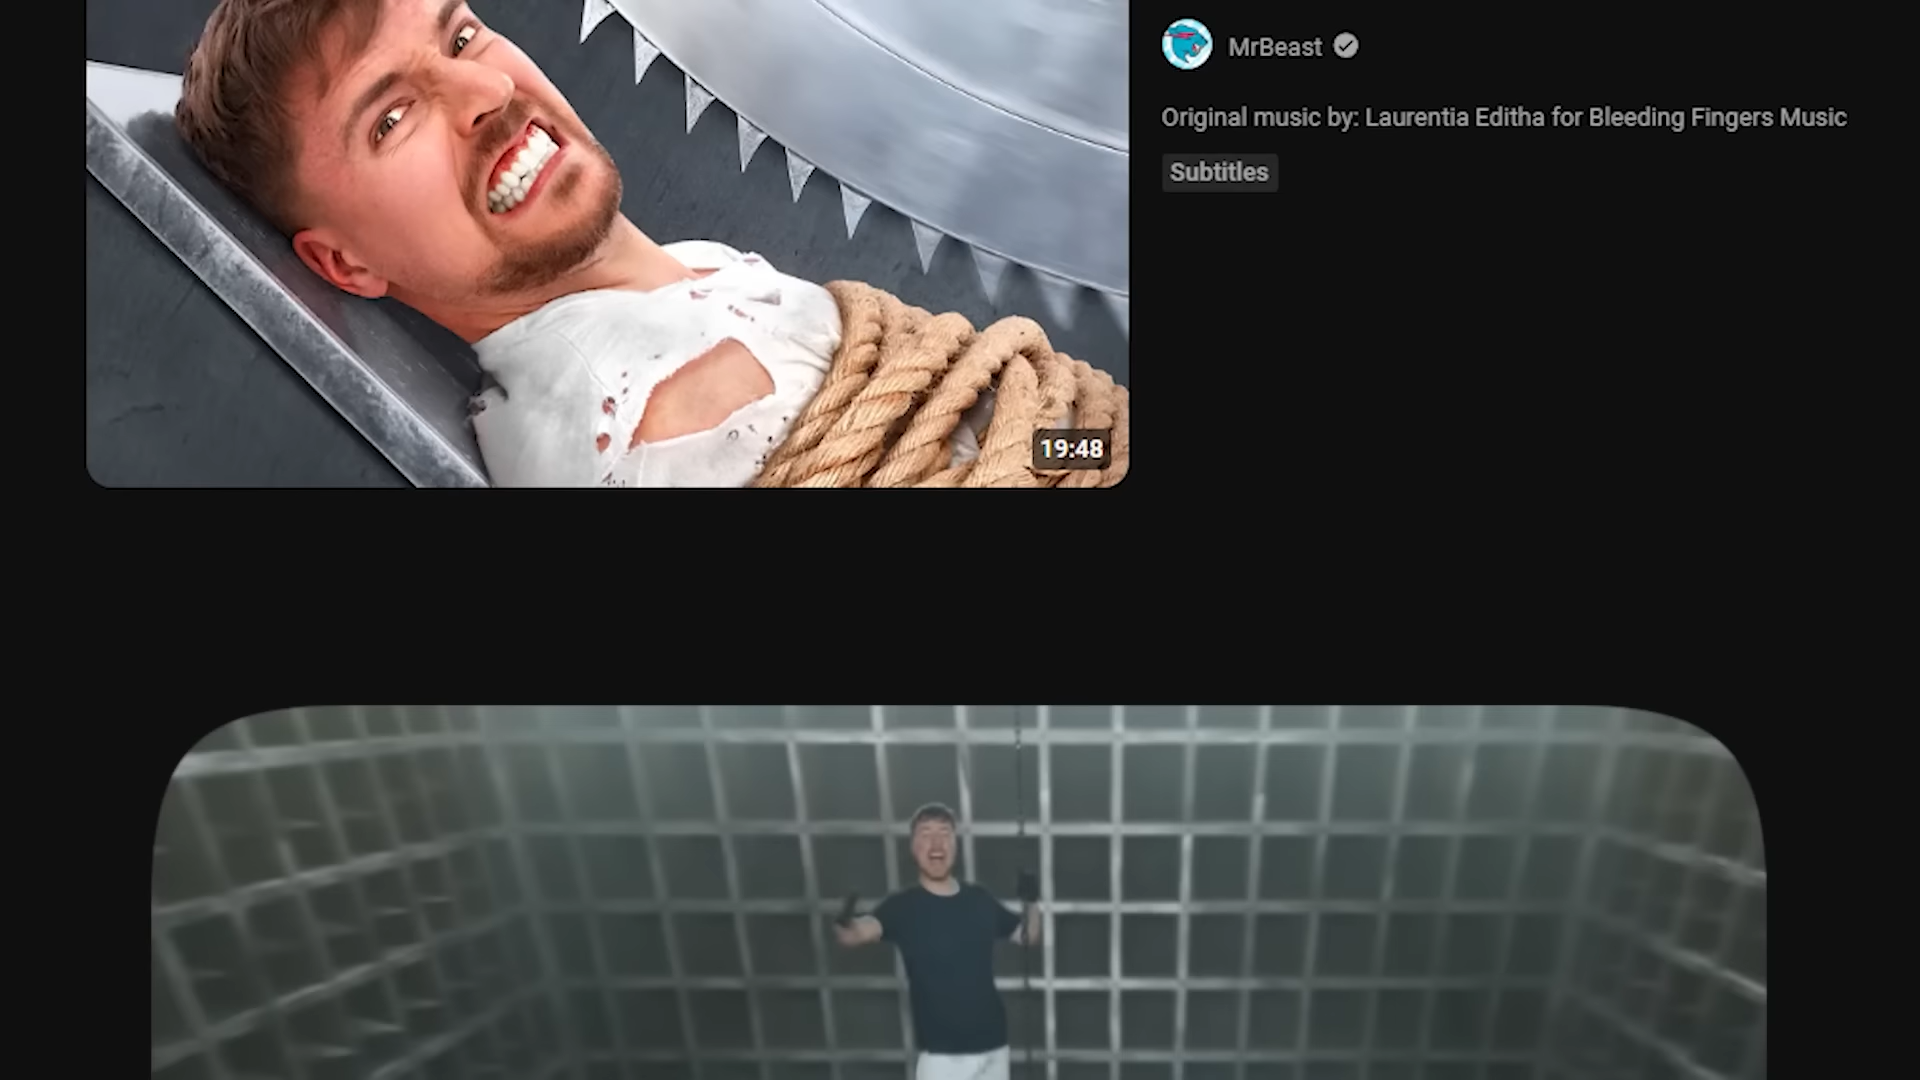 MrBeast
Original music by: Laurentia Editha for Bleeding Fingers Music
Subtitles
19:48